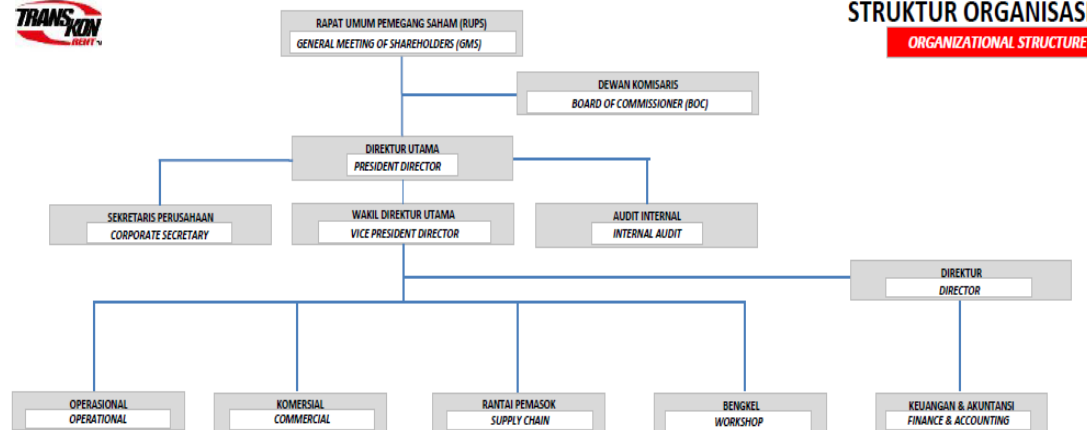 TRANSKON
RENT
STRUKTUR ORGANISASI
ORGANIZATIONAL STRUCTURE
RAPAT UMUM PEMEGANG SAHAM (RUPS)
GENERAL MEETING OF SHAREHOLDERS (GMS)
DEWAN KOMISARIS
BOARD OF COMMISSIONER (BOC)
DIREKTUR UTAMA
PRESIDENT DIRECTOR
SEKRETARIS PERUSAHAAN
CORPORATE SECRETARY
WAKIL DIREKTUR UTAMA
VICE PRESIDENT DIRECTOR
AUDIT INTERNAL
INTERNAL AUDIT
DIREKTUR
DIRECTOR
OPERASIONAL
OPERATIONAL
KOMERSIAL
COMMERCIAL
RANTAI PEMASOK
SUPPLY CHAIN
BENGKEL
WORKSHOP
KEUANGAN & AKUNTANSI
FINANCE & ACCOUNTING